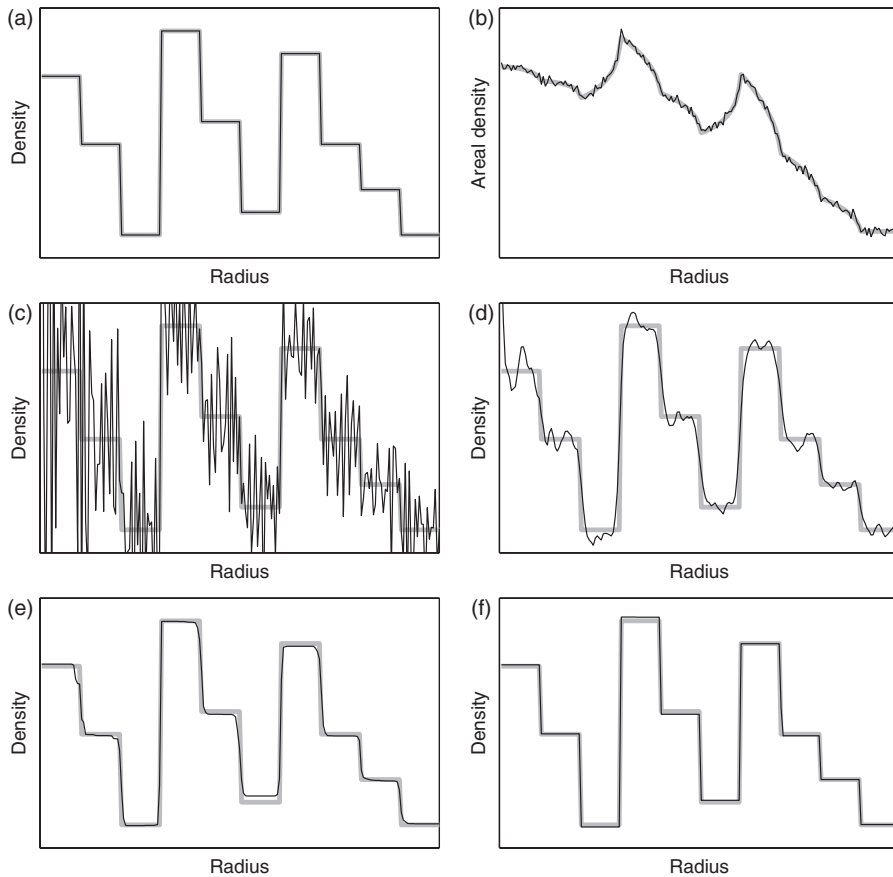 (a)
Density
Radius
(b)
Areal density
Radius
(c)
Density
Radius
(d)
Density
Radius
(e)
Density
Radius
(f)
Density
Radius